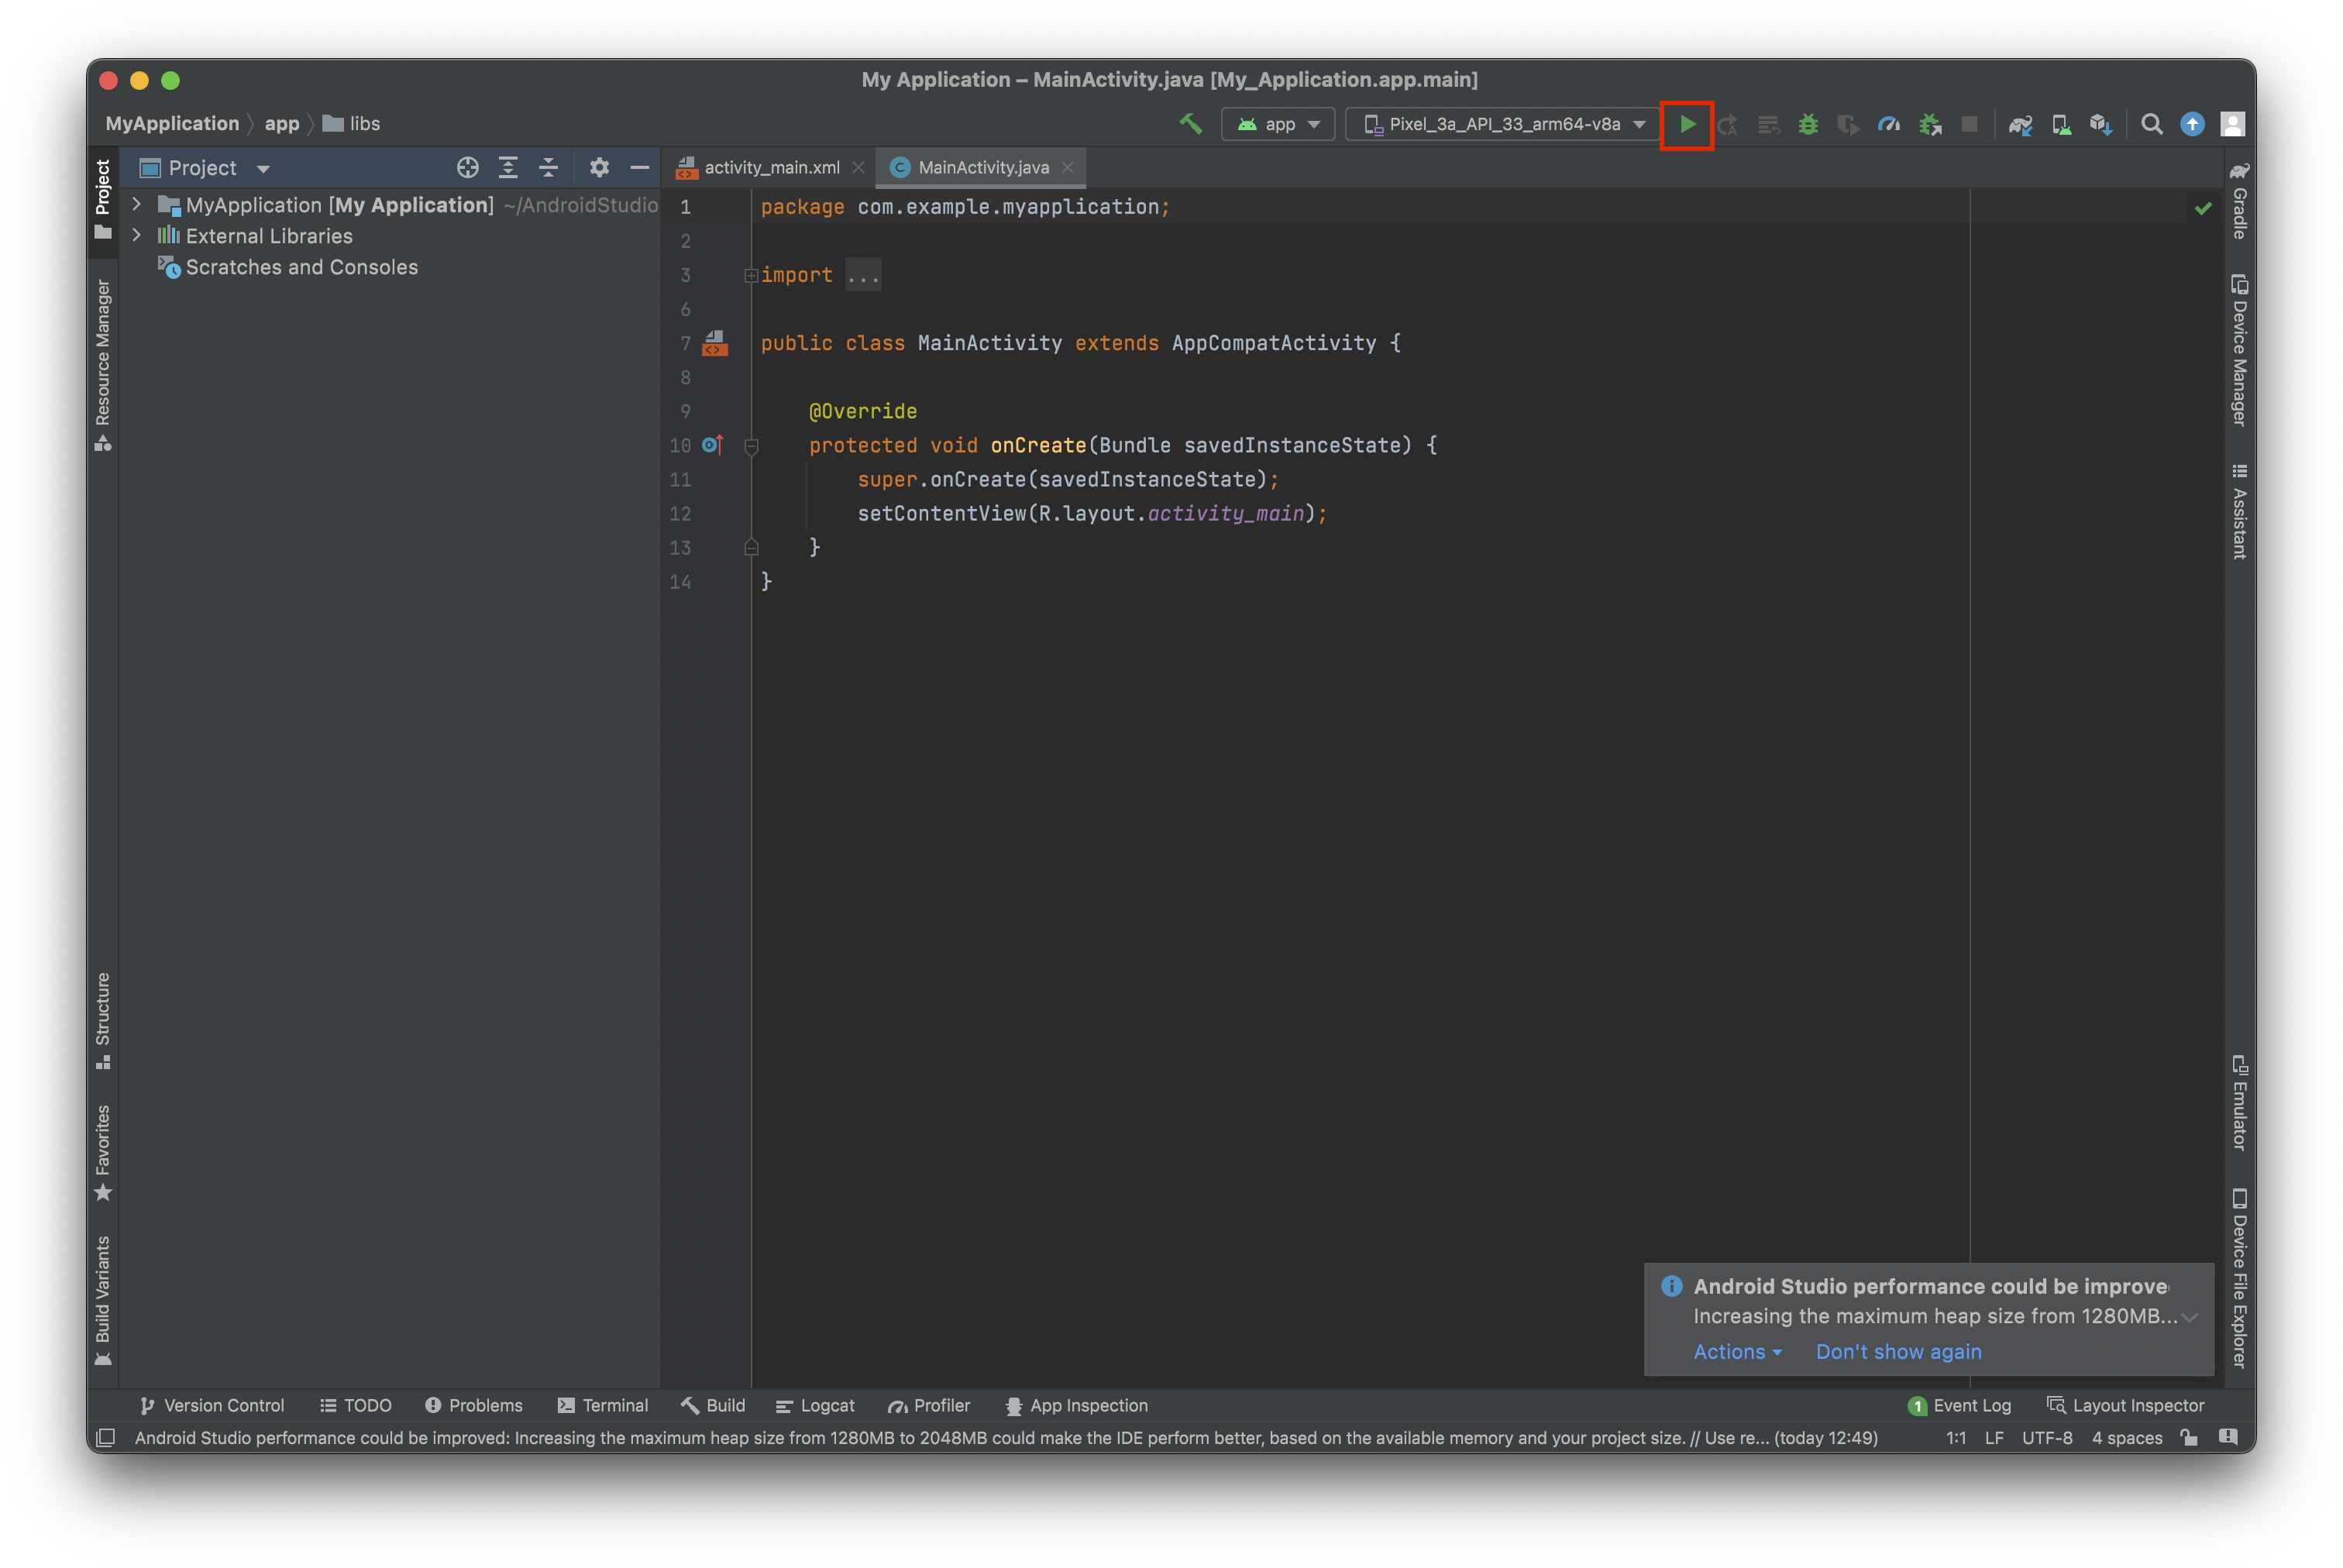 My Application – MainActivity.java [My_Application.app.main]
MyApplication app libs
app Pixel_3a_API_33_arm64-v8a
Project
activity_main.xml MainActivity.java
MyApplication [My Application] ~/AndroidStudio
External Libraries
Scratches and Consoles
Project
Resource Manager
Structure
Favorites
Build Variants
1 package com.example.myapplication;
2
3 import ...
6
7 public class MainActivity extends AppCompatActivity {
8
9 @Override
10 protected void onCreate(Bundle savedInstanceState) {
11 super.onCreate(savedInstanceState);
12 setContentView(R.layout.activity_main);
13 }
14 }
Gradle
Device Manager
Assistant
Emulator
Device File Explorer
Android Studio performance could be improve
Increasing the maximum heap size from 1280MB...
Actions Don't show again
Version Control TODO Problems Terminal Build Logcat Profiler App Inspection 1 Event Log Layout Inspector
Android Studio performance could be improved: Increasing the maximum heap size from 1280MB to 2048MB could make the IDE perform better, based on the available memory and your project size. // Use re... (today 12:49) 1:1 LF UTF-8 4 spaces